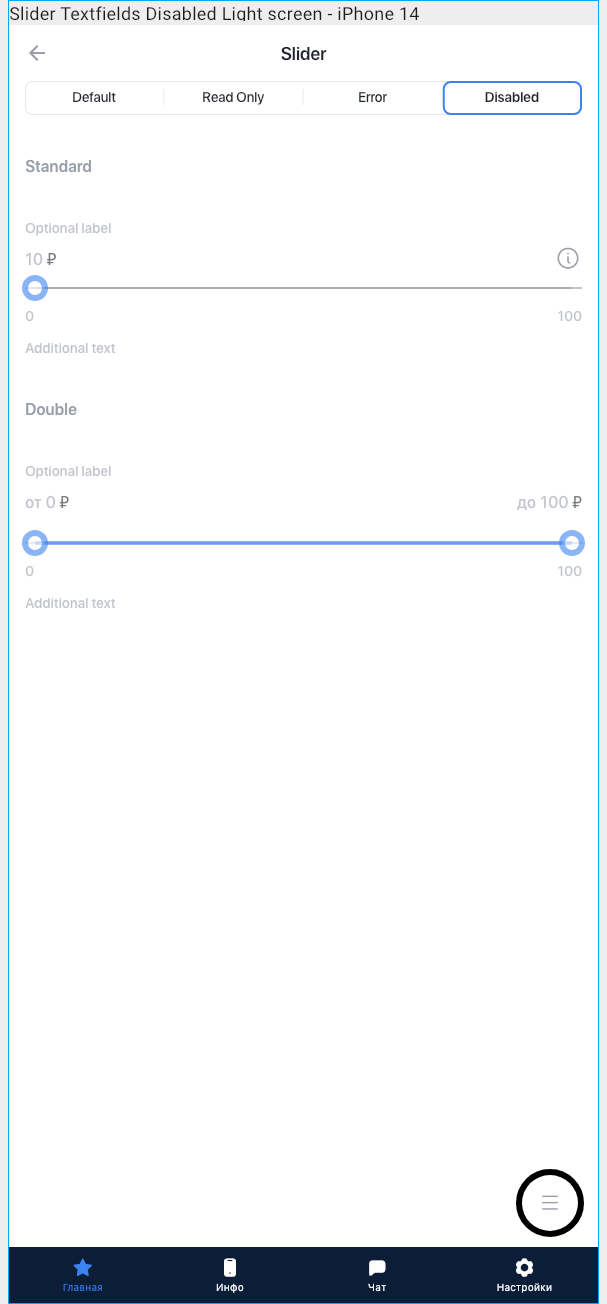 Slider Textfields Disabled Light screen - iPhone 14
Slider
Default Read Only Error Disabled
Standard
Optional label
10 ₽
0 100
Additional text
Double
Optional label
от 0 ₽ до 100 ₽
0 100
Additional text
Главная Инфо Чат Настройки